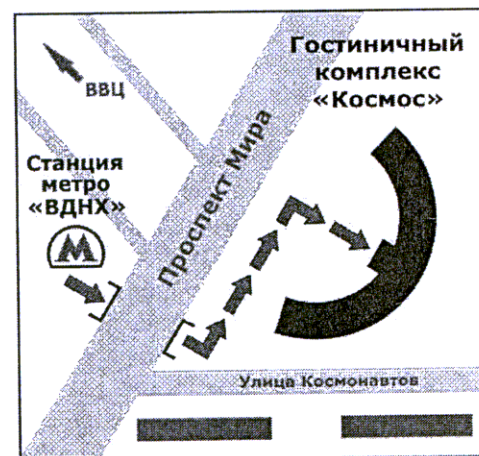 Гостиничный
комплекс
«Космос»
ВВЦ
Станция
метро
«ВДНХ»
М
Проспект Мира
Улица Космонавтов